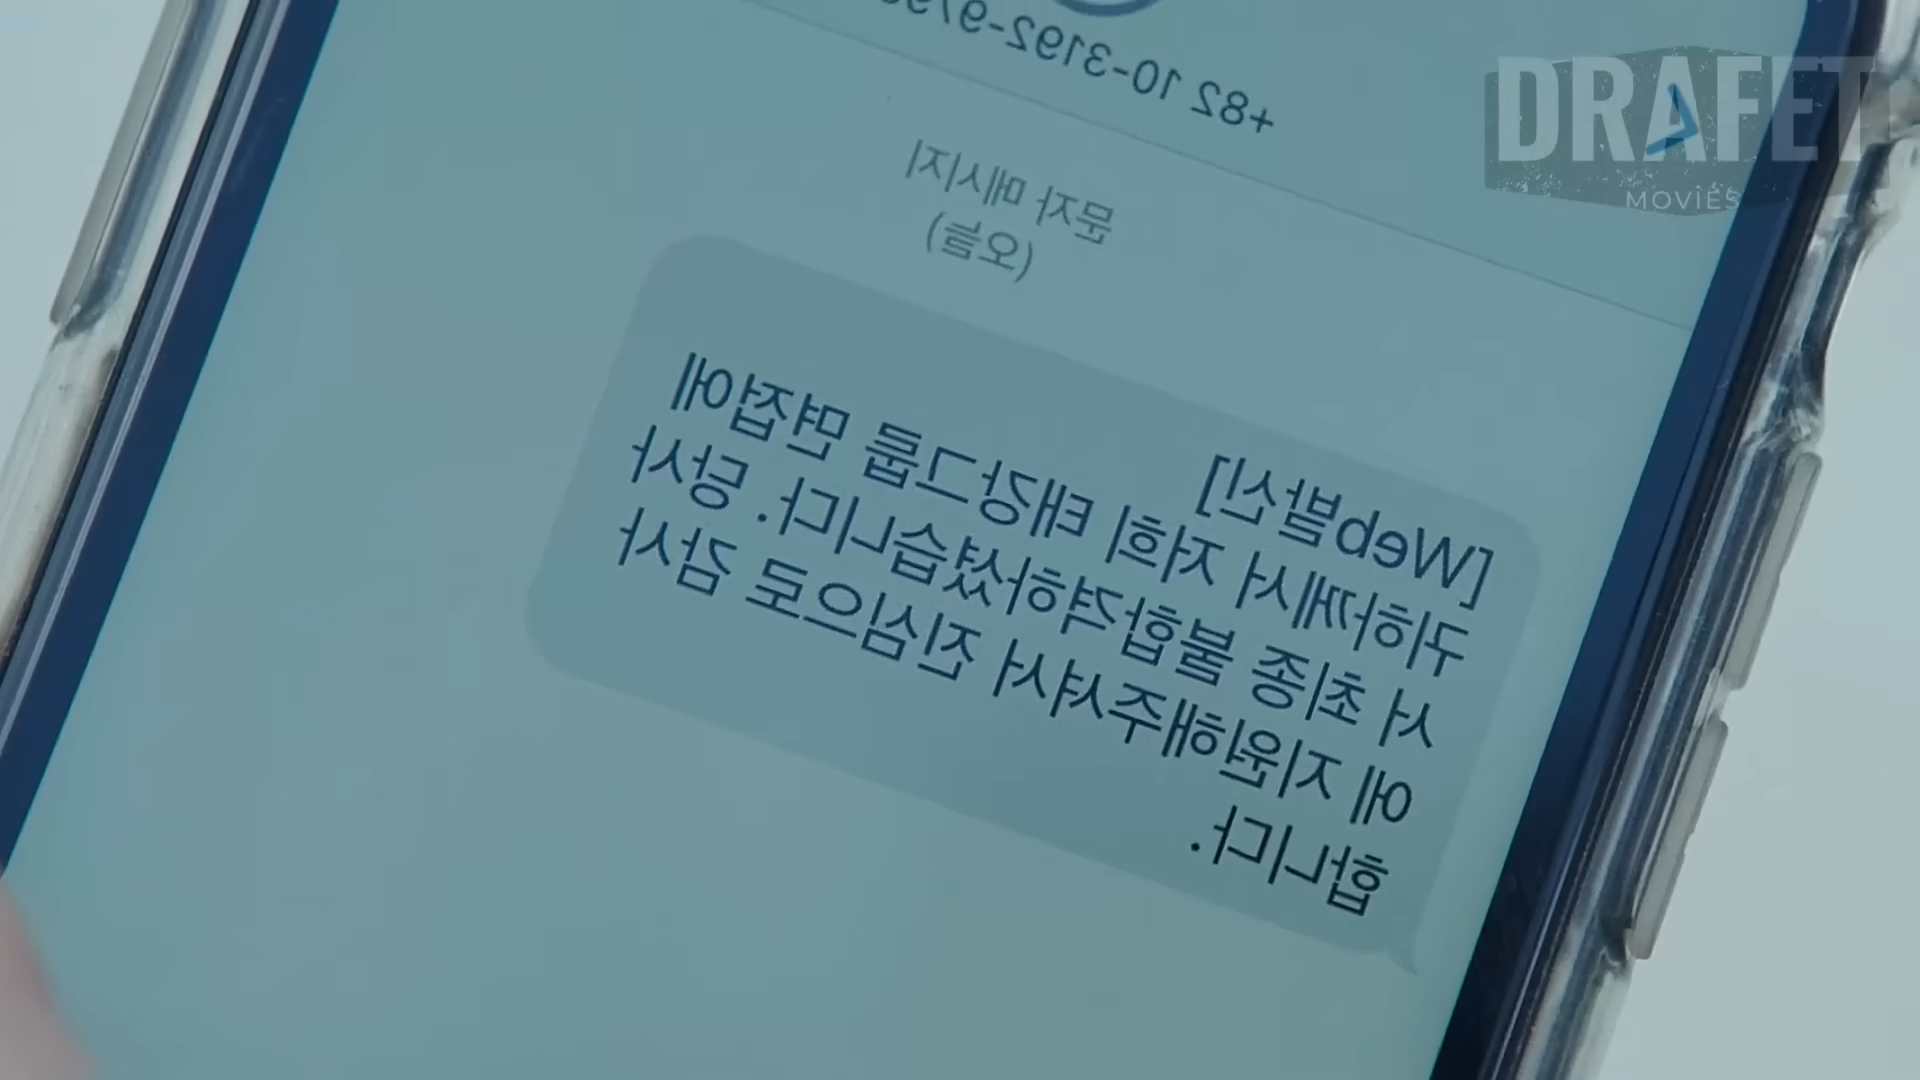 +82 10-3192-979
문자 메시지
(오늘)
[Web발신]
귀하께서 저희 태강그룹 면접에
서 최종 불합격하셨습니다. 당사
에 지원해주셔서 진심으로 감사
합니다.
DRAFET
MOVIES